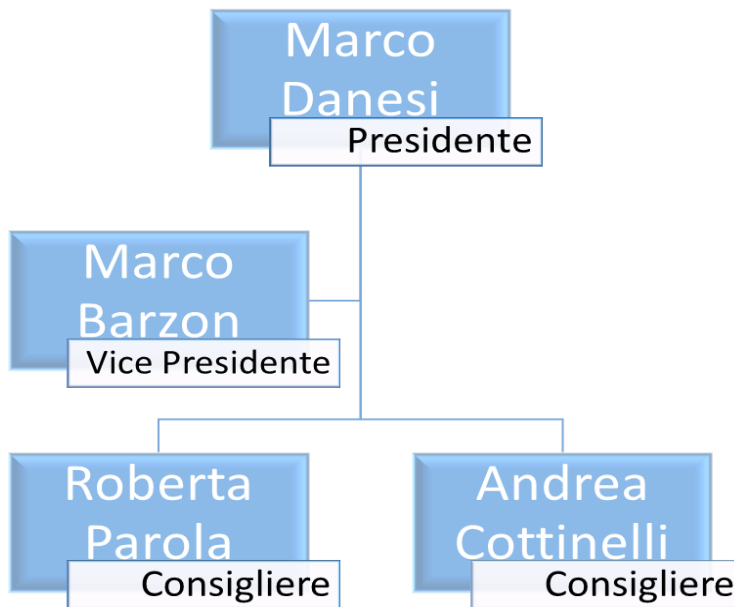 Marco
Danesi
Presidente
Marco
Barzon
Vice Presidente
Roberta
Parola
Consigliere
Andrea
Cottinelli
Consigliere